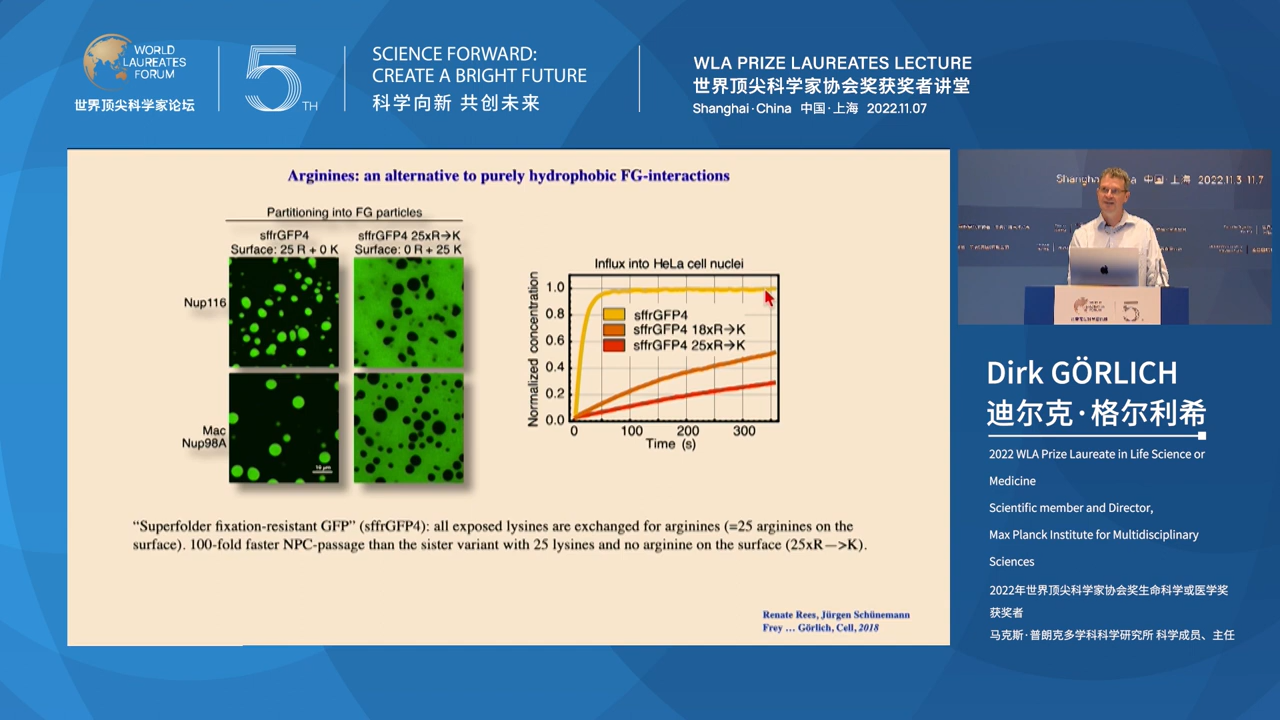 WORLD
LAUREATES
FORUM
世界顶尖科学家论坛
5TH
SCIENCE FORWARD:
CREATE A BRIGHT FUTURE
科学向新 共创未来
WLA PRIZE LAUREATES LECTURE
世界顶尖科学家协会奖获奖者讲堂
Shanghai·China 中国·上海 2022.11.07
Arginines: an alternative to purely hydrophobic FG-interactions
Partitioning into FG particles
sffrGFP4
Surface: 25 R + 0 K
sffrGFP4 25xR→K
Surface: 0 R + 25 K
Nup116
Mac
Nup98A
10 µm
Influx into HeLa cell nuclei
Normalized concentration
1.0
0.8
0.6
0.4
0.2
0.0
sffrGFP4
sffrGFP4 18xR→K
sffrGFP4 25xR→K
0 100 200 300
Time (s)
“Superfolder fixation-resistant GFP” (sffrGFP4): all exposed lysines are exchanged for arginines (=25 arginines on the
surface). 100-fold faster NPC-passage than the sister variant with 25 lysines and no arginine on the surface (25xR—>K).
Renate Rees, Jürgen Schünemann
Frey ... Görlich, Cell, 2018
中国·上海 2022.11.3-11.7
Dirk GÖRLICH
迪尔克·格尔利希
2022 WLA Prize Laureate in Life Science or
Medicine
Scientific member and Director,
Max Planck Institute for Multidisciplinary
Sciences
2022年世界顶尖科学家协会奖生命科学或医学奖
获奖者
马克斯·普朗克多学科科学研究所 科学成员、主任